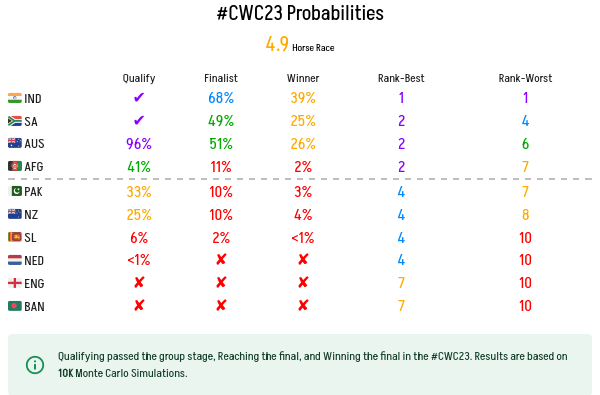 #CWC23 Probabilities
4.9 Horse Race
Qualify Finalist Winner Rank-Best Rank-Worst
IND ✔ 68% 39% 1 1
SA ✔ 49% 25% 2 4
AUS 96% 51% 26% 2 6
AFG 41% 11% 2% 2 7
PAK 33% 10% 3% 4 7
NZ 25% 10% 4% 4 8
SL 6% 2% <1% 4 10
NED <1% ✘ ✘ 4 10
ENG ✘ ✘ ✘ 7 10
BAN ✘ ✘ ✘ 7 10
Qualifying passed the group stage, Reaching the final, and Winning the final in the #CWC23. Results are based on
10K Monte Carlo Simulations.